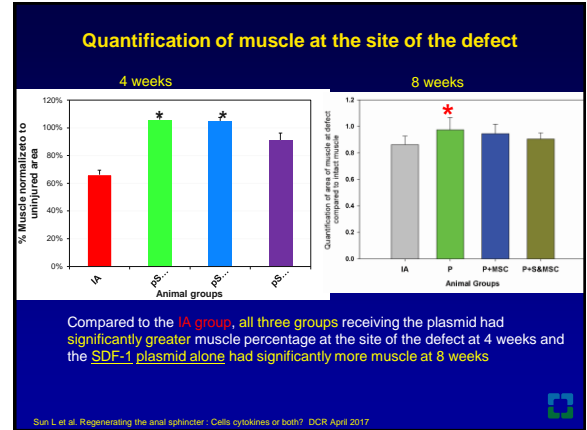 Quantification of muscle at the site of the defect
4 weeks
% Muscle normalizeto to
uninjured area
120%
100%
80%
60%
40%
20%
0%
*
*
IA
pS...
pS...
pS...
Animal groups
8 weeks
Quantification of area of muscle at defect
compared to intact muscle
1.2
1.0
0.8
0.6
0.4
0.2
0.0
*
IA
P
P+MSC
P+S&MSC
Animal Groups
Compared to the IA group, all three groups receiving the plasmid had
significantly greater muscle percentage at the site of the defect at 4 weeks and
the SDF-1 plasmid alone had significantly more muscle at 8 weeks
Sun L et al. Regenerating the anal sphincter : Cells cytokines or both? DCR April 2017